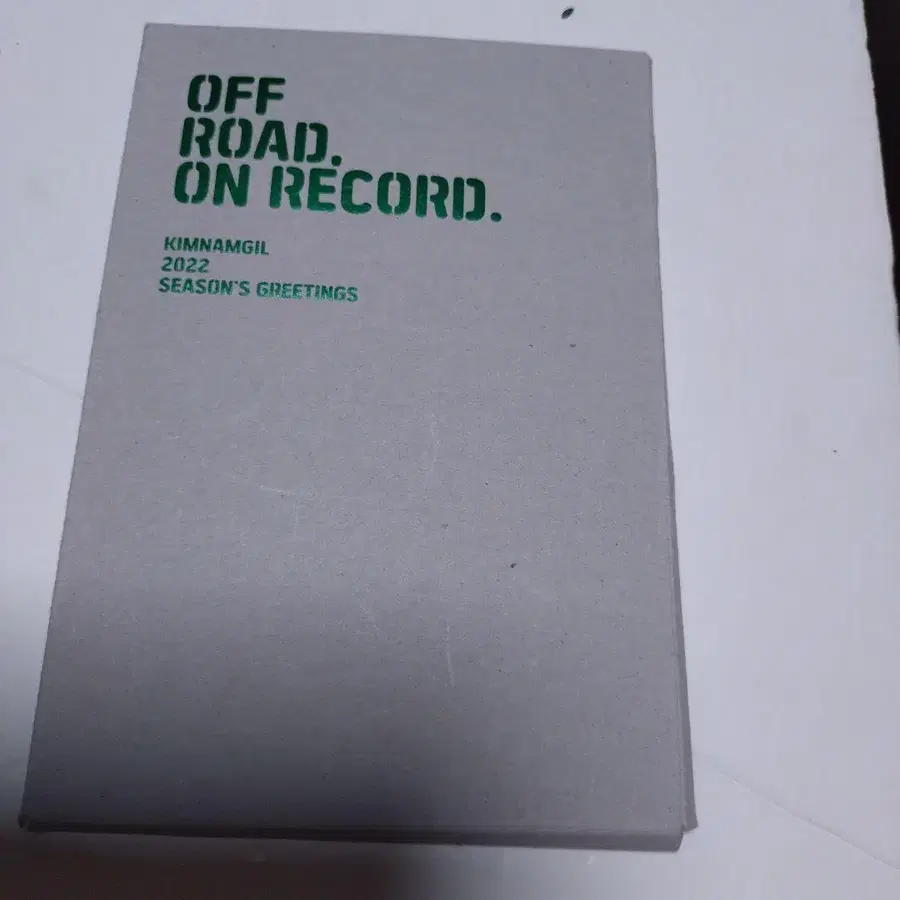 OFF
ROAD.
ON RECORD.
KIMNAMGIL
2022
SEASON'S GREETINGS